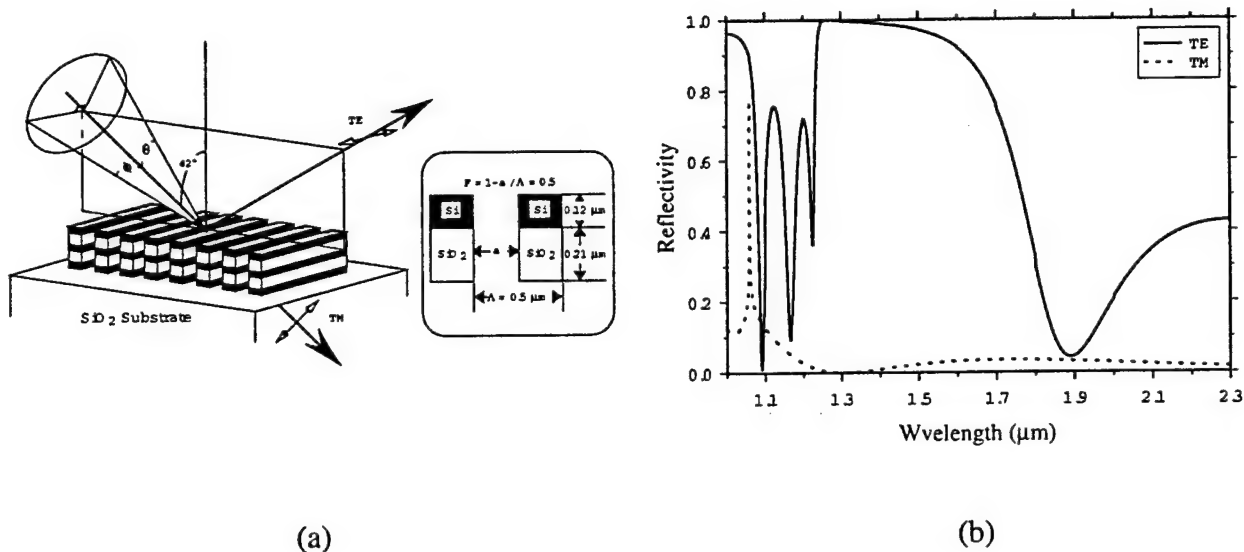 TE
θ
Φ
42°
SiO2 Substrate
TM
F = 1-a /Λ = 0.5
Si
Si
0.12 μm
SiO2
a
SiO2
0.21 μm
Λ = 0.5 μm
(a)
1.0
0.8
0.6
0.4
0.2
0.0
Reflectivity
TE
TM
1.1
1.3
1.5
1.7
1.9
2.1
2.3
Wvelength (μm)
(b)